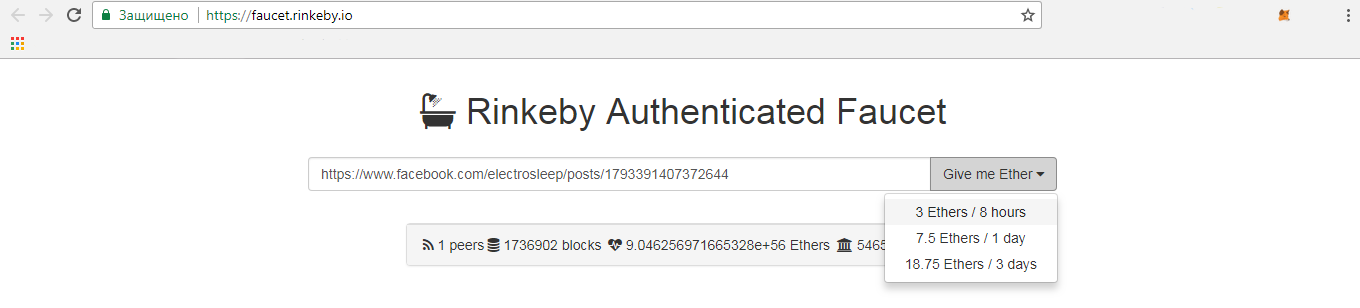 Защищено https://faucet.rinkeby.io
Rinkeby Authenticated Faucet
https://www.facebook.com/electrosleep/posts/1793391407372644 Give me Ether
3 Ethers / 8 hours
7.5 Ethers / 1 day
18.75 Ethers / 3 days
1 peers 1736902 blocks 9.046256971665328e+56 Ethers 5465